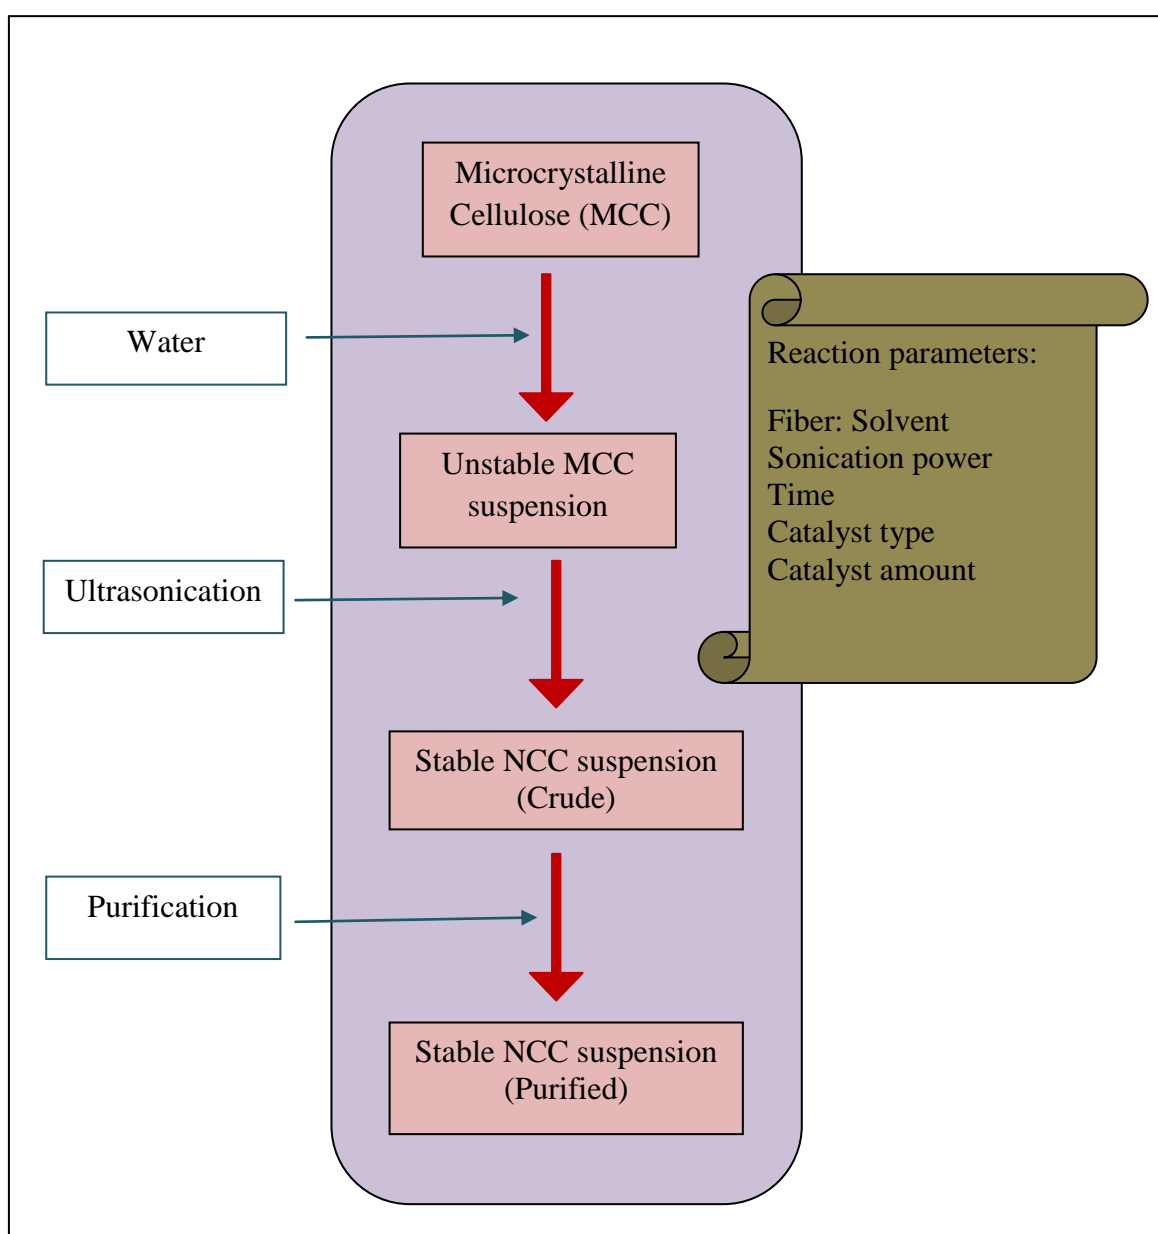 Microcrystalline
Cellulose (MCC)
Water
Reaction parameters:
Fiber: Solvent
Sonication power
Time
Catalyst type
Catalyst amount
Unstable MCC
suspension
Ultrasonication
Stable NCC suspension
(Crude)
Purification
Stable NCC suspension
(Purified)